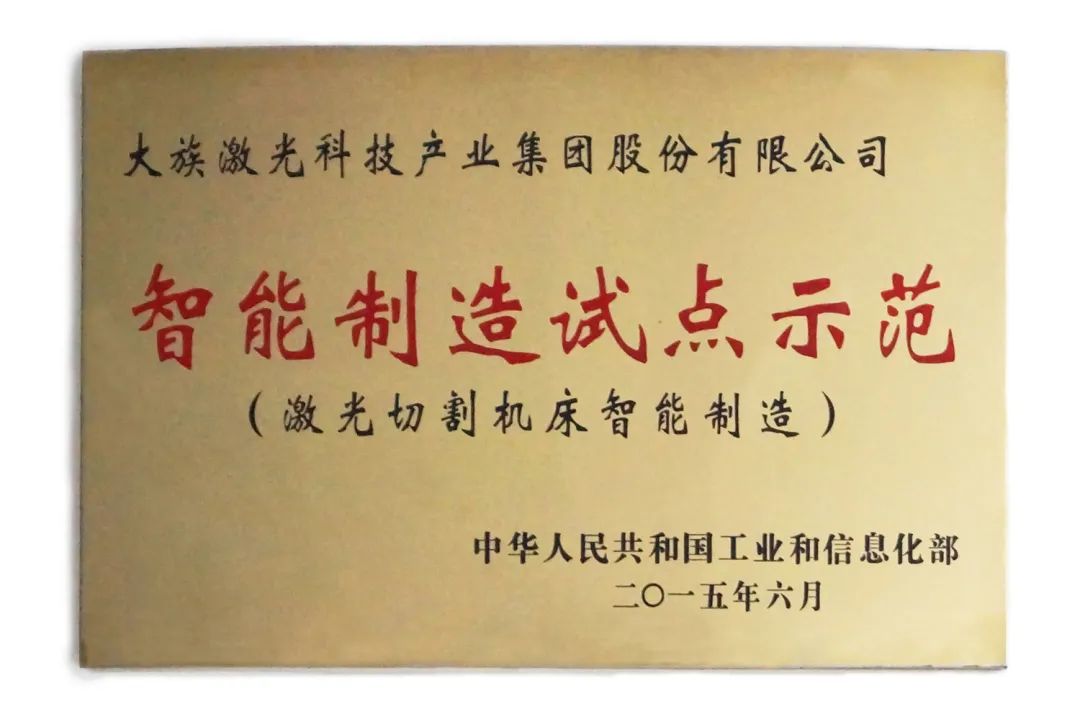 大族激光科技产业集团股份有限公司
智能制造试点示范
（激光切割机床智能制造）
中华人民共和国工业和信息化部
二〇一五年六月